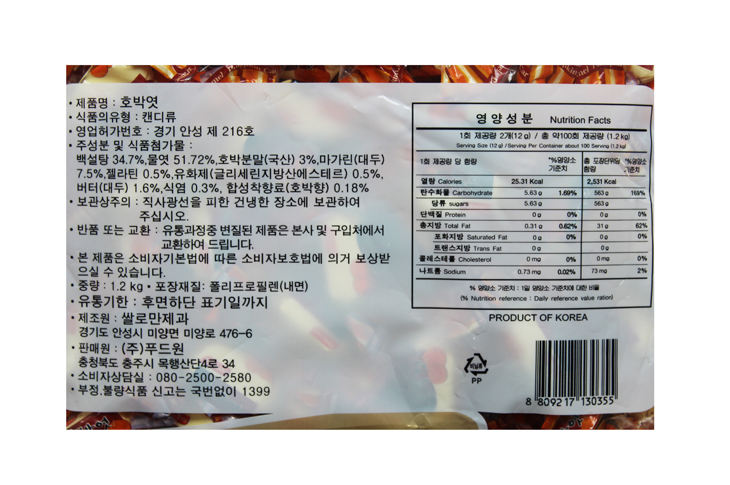 • 제품명 : 호박엿
• 식품의유형 : 캔디류
• 영업허가번호 : 경기 안성 제 216호
• 주성분 및 식품첨가물 :
백설탕 34.7%,물엿 51.72%,호박분말(국산) 3%,마가린(대두)
7.5%,젤라틴 0.5%,유화제(글리세린지방산에스테르) 0.5%,
버터(대두) 1.6%,식염 0.3%, 합성착향료(호박향) 0.18%
• 보관상주의 : 직사광선을 피한 건냉한 장소에 보관하여
주십시오.
• 반품 또는 교환 : 유통과정중 변질된 제품은 본사 및 구입처에서
교환하여 드립니다.
• 본 제품은 소비자기본법에 따른 소비자보호법에 의거 보상받
으실 수 있습니다.
• 중량 : 1.2 kg • 포장재질: 폴리프로필렌(내면)
• 유통기한 : 후면하단 표기일까지
• 제조원 : 쌀로만제과
경기도 안성시 미양면 미양로 476-6
• 판매원 : (주)푸드원
충청북도 충주시 목행산단4로 34
• 소비자상담실 : 080-2500-2580
• 부정,불량식품 신고는 국번없이 1399
영양성분 Nutrition Facts
1회 제공량 2개(12g) / 총 약100회 제공량 (1.2kg)
Serving Size (12g) / Serving Per Container about 100 Serving (1.2kg)
1회 제공량 당 함량 *%영양소 기준치 총 포장단위당 함량 *%영양소 기준치
열량 Calories 25.31 Kcal 2,531 Kcal
탄수화물 Carbohydrate 5.63 g 1.69% 563 g 169%
당류 sugars 5.63 g 563 g
단백질 Protein 0 g 0% 0 g 0%
총지방 Total Fat 0.31 g 0.62% 31 g 62%
포화지방 Saturated Fat 0 g 0% 0 g 0%
트랜스지방 Trans Fat 0 g 0 g
콜레스테롤 Cholesterol 0 mg 0% 0 mg 0%
나트륨 Sodium 0.73 mg 0.02% 73 mg 2%
% 영양소 기준치 : 1일 영양소 기준치에 대한 비율
(% Nutrition reference : Daily reference value ration)
PRODUCT OF KOREA
비닐류
PP
8 809217 130355